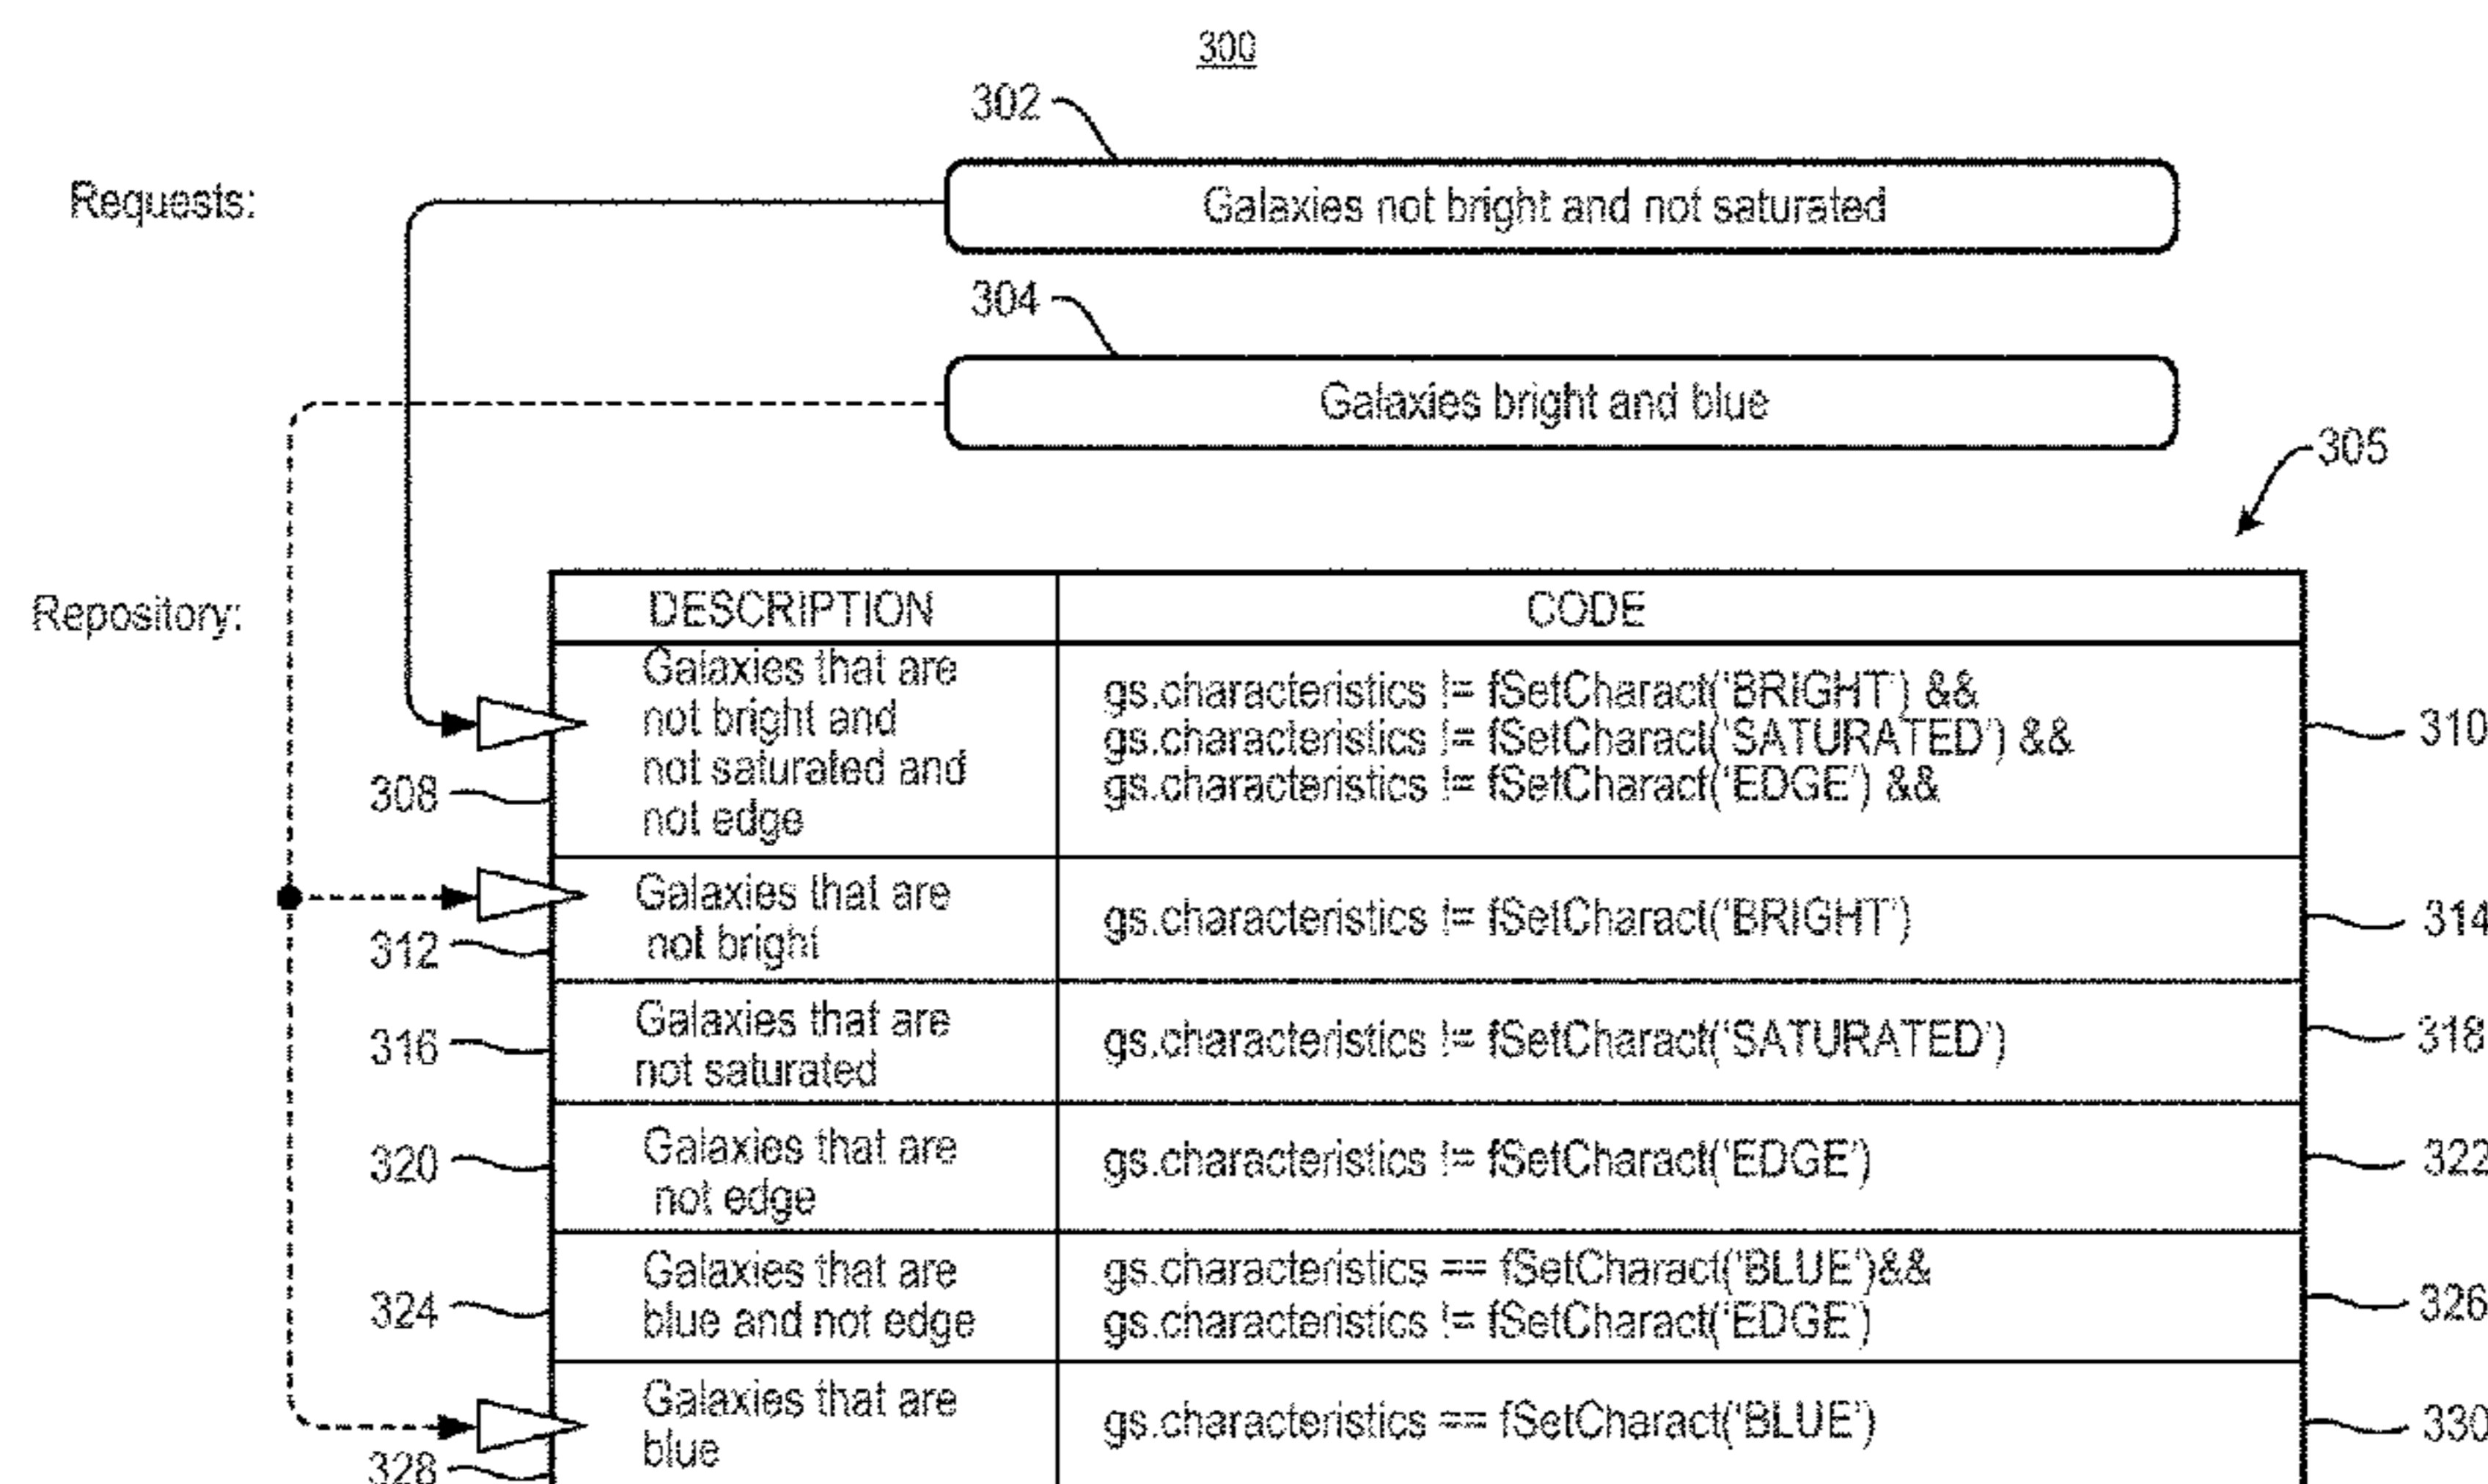 300
302
Requests:
Galaxies not bright and not saturated
304
Galaxies bright and blue
305
Repository:
DESCRIPTION
CODE
Galaxies that are
not bright and
not saturated and
not edge
gs.characteristics != fSetCharact('BRIGHT') &&
gs.characteristics != fSetCharact('SATURATED') &&
gs.characteristics != fSetCharact('EDGE') &&
308
310
Galaxies that are
not bright
gs.characteristics != fSetCharact('BRIGHT')
312
314
Galaxies that are
not saturated
gs.characteristics != fSetCharact('SATURATED')
316
318
Galaxies that are
not edge
gs.characteristics != fSetCharact('EDGE')
320
322
Galaxies that are
blue and not edge
gs.characteristics == fSetCharact('BLUE')&&
gs.characteristics != fSetCharact('EDGE')
324
326
Galaxies that are
blue
gs.characteristics == fSetCharact('BLUE')
328
330